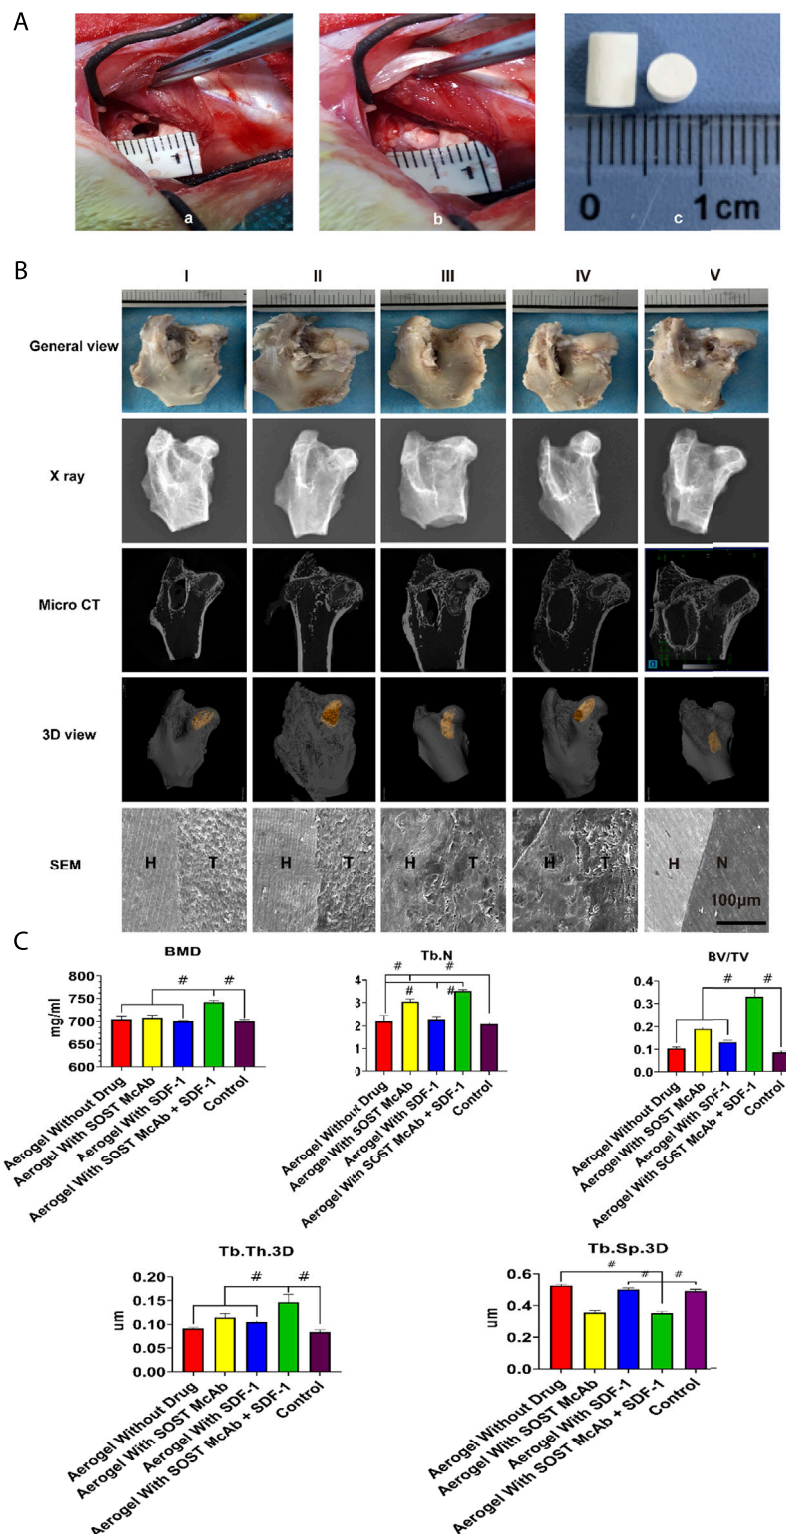 A
a
b
0
1 cm
c
B
I
II
III
IV
V
General view
X ray
Micro CT
3D view
SEM
H
T
H
T
H
T
H
T
H
N
100μm
C
BMD
mg/ml
800
750
700
650
600
#
#
Aerogel Without Drug
Aerogel With SOST McAb
Aerogel With SDF-1
Aerogel With SOST McAb + SDF-1
Control
Tb.N
4
3
2
1
0
#
#
#
#
Aerogel Without Drug
Aerogel With SOST McAb
Aerogel With SDF-1
Aerogel With SOST McAb + SDF-1
Control
BV/TV
0.4
0.3
0.2
0.1
0.0
#
#
Aerogel Without Drug
Aerogel With SOST McAb
Aerogel With SDF-1
Aerogel With SOST McAb + SDF-1
Control
Tb.Th.3D
um
0.20
0.15
0.10
0.05
0.00
#
#
Aerogel Without Drug
Aerogel With SOST McAb
Aerogel With SDF-1
Aerogel With SOST McAb + SDF-1
Control
Tb.Sp.3D
um
0.6
0.4
0.2
0.0
#
#
#
Aerogel Without Drug
Aerogel With SOST McAb
Aerogel With SDF-1
Aerogel With SOST McAb + SDF-1
Control